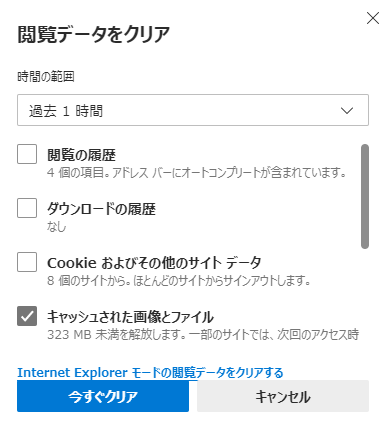 閲覧データをクリア
時間の範囲
過去 1 時間
閲覧の履歴
4 個の項目。アドレス バーにオートコンプリートが含まれています。
ダウンロードの履歴
なし
Cookie およびその他のサイト データ
8 個のサイトから。ほとんどのサイトからサインアウトします。
キャッシュされた画像とファイル
323 MB 未満を解放します。一部のサイトでは、次回のアクセス時
Internet Explorer モードの閲覧データをクリアする
今すぐクリア
キャンセル